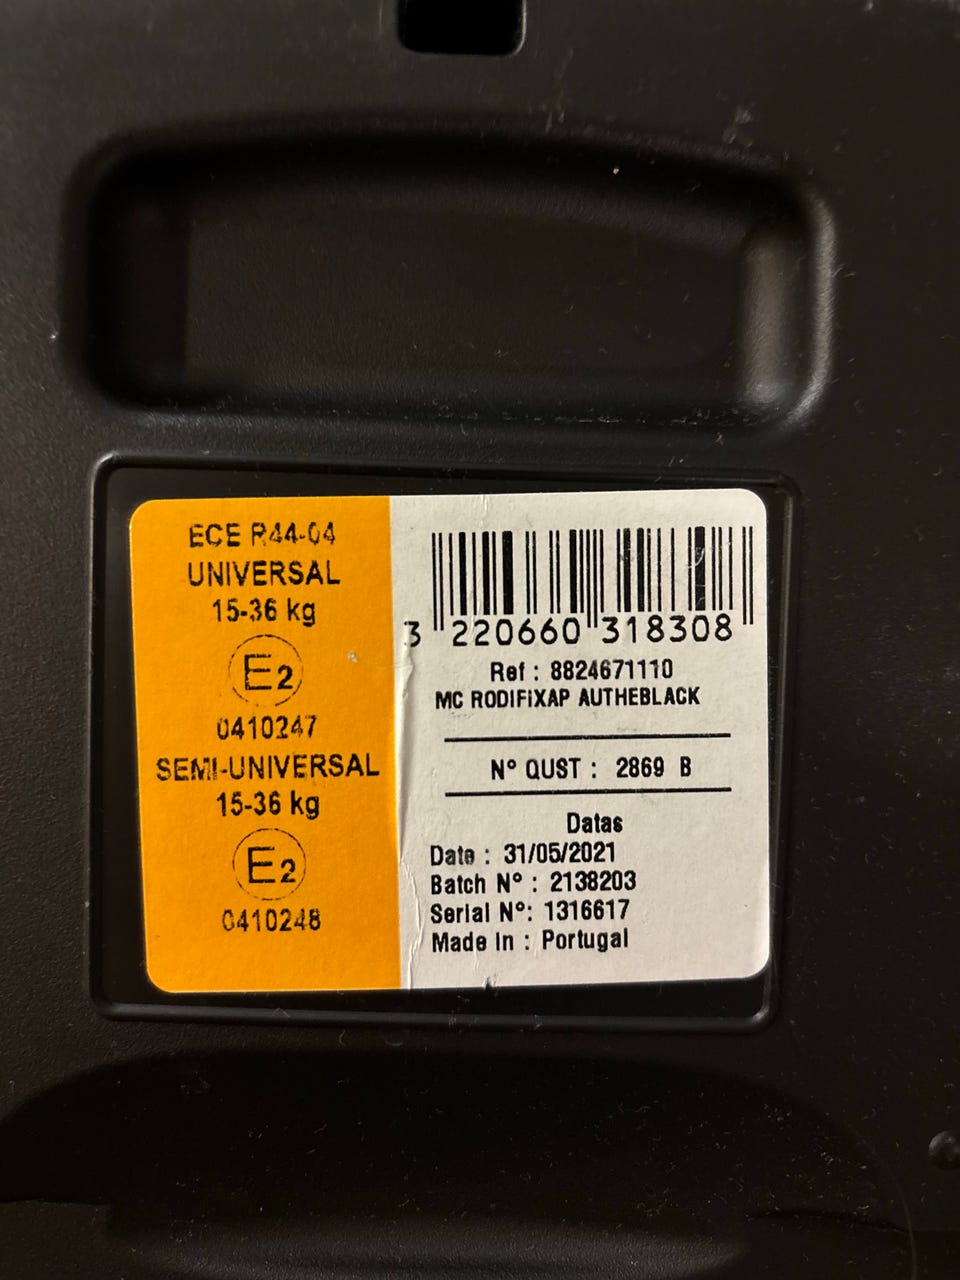 ECE R44-04
UNIVERSAL
15-36 kg
E2
0410247
SEMI-UNIVERSAL
15-36 kg
E2
0410248
3 220660 318308
Ref : 8824671110
MC RODIFiXAP AUTHEBLACK
N° QUST : 2869 B
Datas
Date : 31/05/2021
Batch N° : 2138203
Serial N°: 1316617
Made in : Portugal